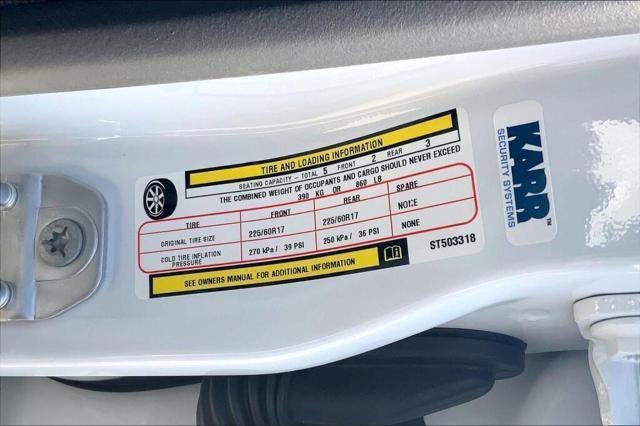 TIRE AND LOADING INFORMATION
SEATING CAPACITY - TOTAL 5 FRONT 2 REAR 3
THE COMBINED WEIGHT OF OCCUPANTS AND CARGO SHOULD NEVER EXCEED
390 KG OR 860 LB
TIRE FRONT REAR SPARE
ORIGINAL TIRE SIZE 225/60R17 225/60R17 NONE
COLD TIRE INFLATION PRESSURE 270 kPa / 39 PSI 250 kPa / 36 PSI NONE
SEE OWNERS MANUAL FOR ADDITIONAL INFORMATION
ST503318
KARR™
SECURITY SYSTEMS